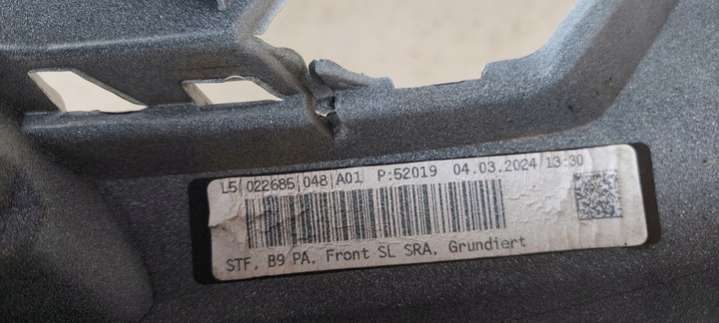 L5|022685|048|A01 P:52019 04.03.2024 13:30
STF, B9 PA, Front SL SRA, Grundiert